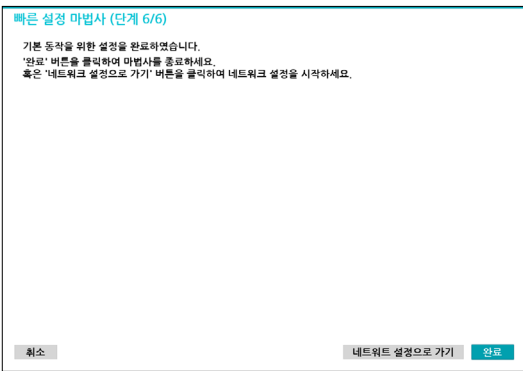 빠른 설정 마법사 (단계 6/6)
기본 동작을 위한 설정을 완료하였습니다.
'완료' 버튼을 클릭하여 마법사를 종료하세요.
혹은 '네트워크 설정으로 가기' 버튼을 클릭하여 네트워크 설정을 시작하세요.
취소 네트워트 설정으로 가기 완료